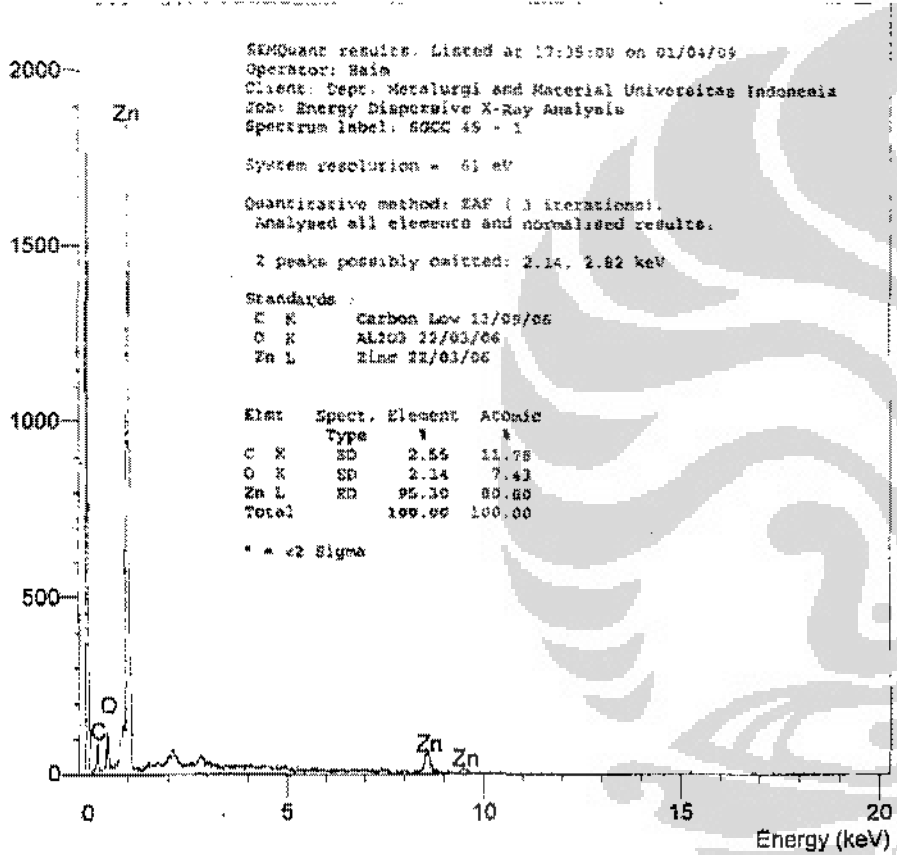 SEMQuant results. Listed at 17:35:00 on 01/04/09
Operator: Haim
Client: Dept. Metalurgi and Material Universitas Indonesia
Job: Energy Dispersive X-Ray Analysis
Spectrum label: SGCC 45 - 1
System resolution = 61 eV
Quantitative method: ZAF ( 3 iterations).
Analysed all elements and normalised results.
2 peaks possibly omitted: 2.14, 2.82 keV
Standards :
C K Carbon Low 13/09/06
O K AL2O3 22/03/06
Zn L Zinc 22/03/06
Elmt Spect. Element Atomic
Type % %
C K ED 2.56 11.78
O K ED 2.14 7.43
Zn L ED 95.30 80.80
Total 100.00 100.00
* = <2 Sigma
2000
Zn
1500
1000
500
O
C
Zn
Zn
0
0 5 10 15 20
Energy (keV)